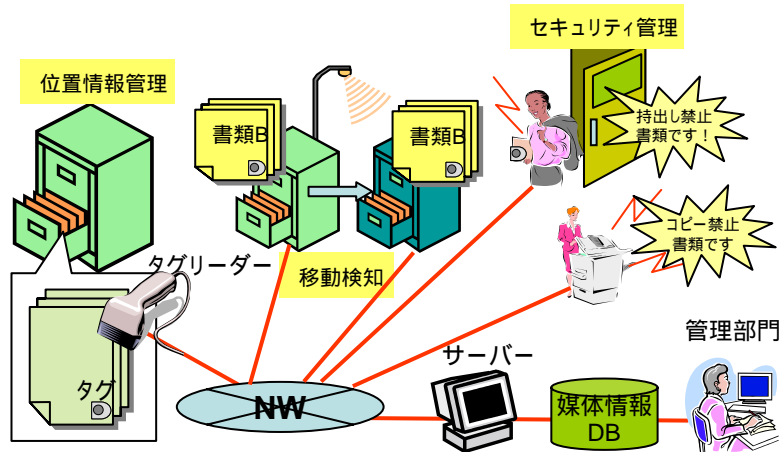 セキュリティ管理
位置情報管理
書類B
書類B
持出し禁止
書類です!
コピー禁止
書類です
タグリーダー
移動検知
タグ
管理部門
サーバー
NW
媒体情報
DB